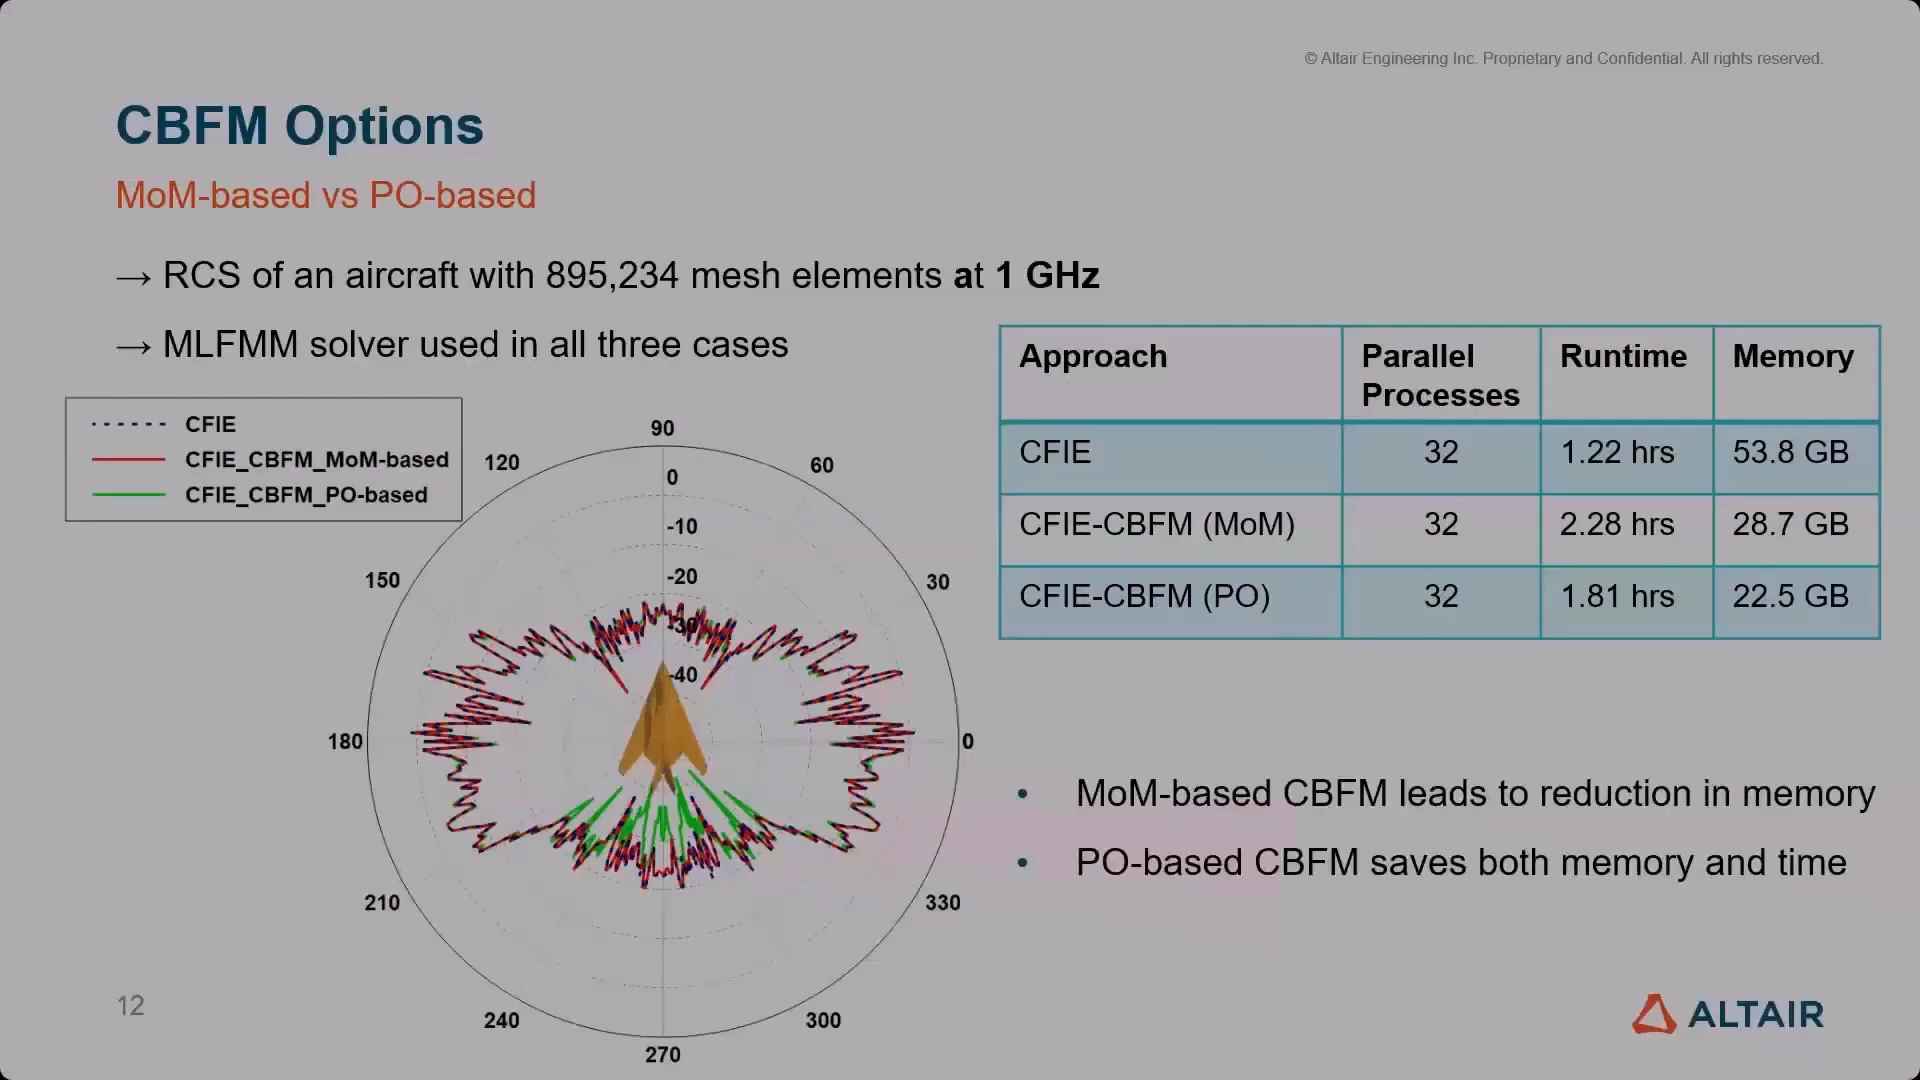 © Altair Engineering Inc. Proprietary and Confidential. All rights reserved.
CBFM Options
MoM-based vs PO-based
→ RCS of an aircraft with 895,234 mesh elements at 1 GHz
→ MLFMM solver used in all three cases
CFIE
CFIE_CBFM_MoM-based
CFIE_CBFM_PO-based
90
120
60
0
-10
-20
150
30
-30
-40
180
0
210
330
240
300
270
Approach Parallel Processes Runtime Memory
CFIE 32 1.22 hrs 53.8 GB
CFIE-CBFM (MoM) 32 2.28 hrs 28.7 GB
CFIE-CBFM (PO) 32 1.81 hrs 22.5 GB
• MoM-based CBFM leads to reduction in memory
• PO-based CBFM saves both memory and time
12
ALTAIR